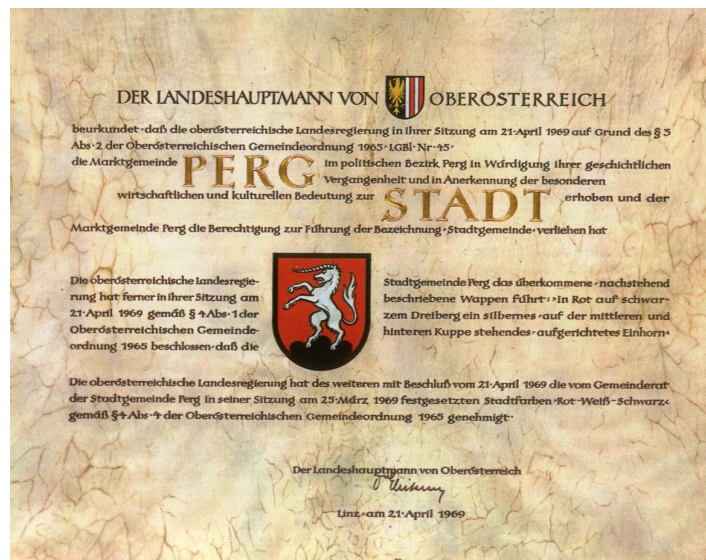 DER LANDESHAUPTMANN VON OBERÖSTERREICH
beurkundet·daß die oberösterreichische Landesregierung in ihrer Sitzung am 21·April 1969 auf Grund des § 5
Abs·2 der Oberösterreichischen Gemeindeordnung 1965·LGBl·Nr·45·
die Marktgemeinde PERG im politischen Bezirk Perg in Würdigung ihrer geschichtlichen
Vergangenheit und in Anerkennung der besonderen
wirtschaftlichen und kulturellen Bedeutung zur STADT erhoben und der
Marktgemeinde Perg die Berechtigung zur Führung der Bezeichnung·Stadtgemeinde·verliehen hat
Die oberösterreichische Landesregie-
rung hat ferner in ihrer Sitzung am
21·April 1969 gemäß § 4 Abs·1 der
Oberösterreichischen Gemeinde-
ordnung 1965 beschlossen·daß die
Stadtgemeinde Perg das überkommene·nachstehend
beschriebene Wappen führt:›In Rot auf schwar-
zem Dreiberg ein silbernes·auf der mittleren und
hinteren Kuppe stehendes·aufgerichtetes Einhorn‹
Die oberösterreichische Landesregierung hat des weiteren mit Beschluß vom 21·April 1969 die vom Gemeinderat
der Stadtgemeinde Perg in seiner Sitzung am 25·März 1969 festgesetzten Stadtfarben ›Rot-Weiß-Schwarz‹
gemäß § 4 Abs·4 der Oberösterreichischen Gemeindeordnung 1965 genehmigt·
Der Landeshauptmann von Oberösterreich
Linz·am 21·April 1969